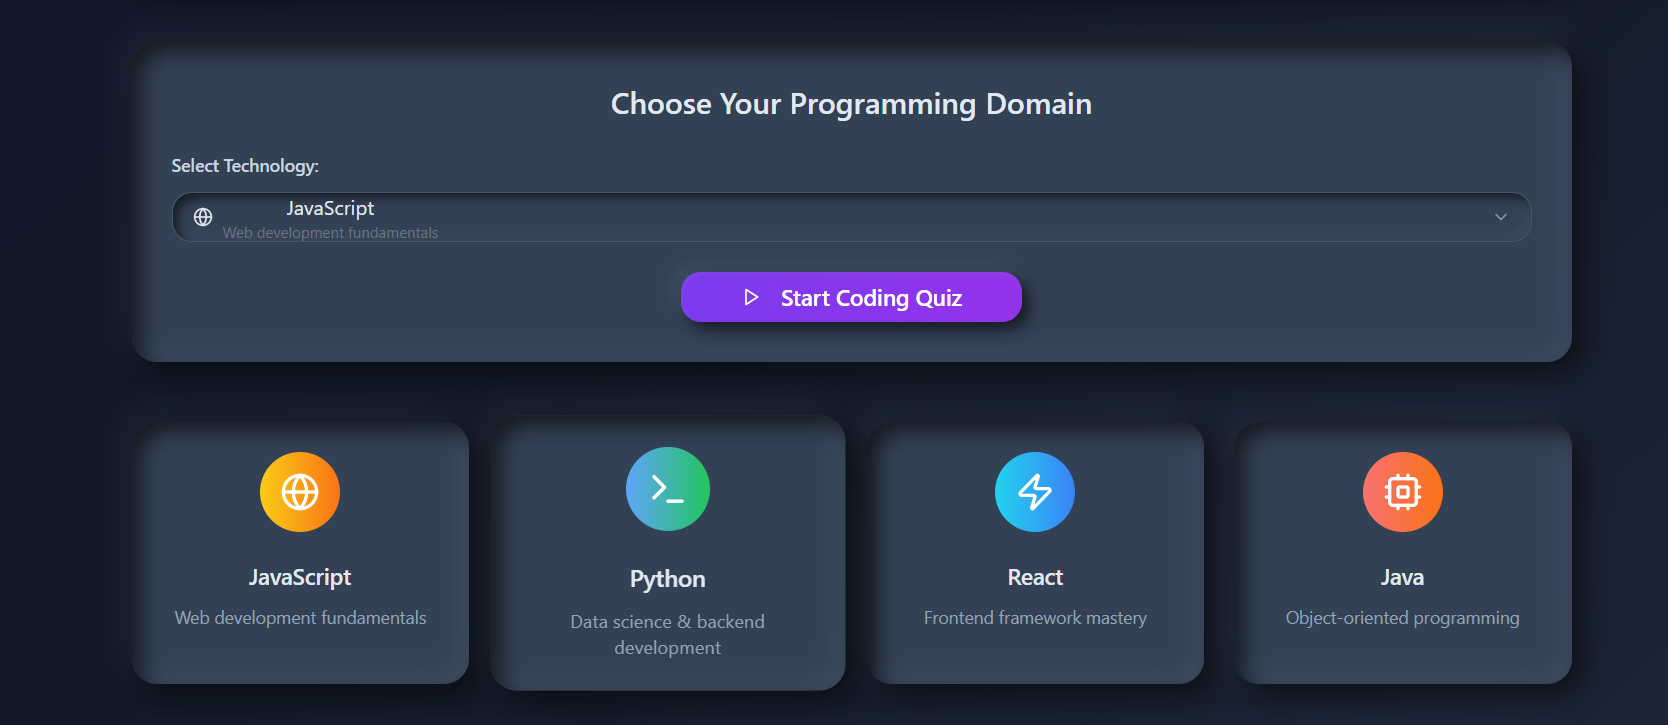 Choose Your Programming Domain
Select Technology:
JavaScript
Web development fundamentals
Start Coding Quiz
JavaScript
Web development fundamentals
Python
Data science & backend
development
React
Frontend framework mastery
Java
Object-oriented programming